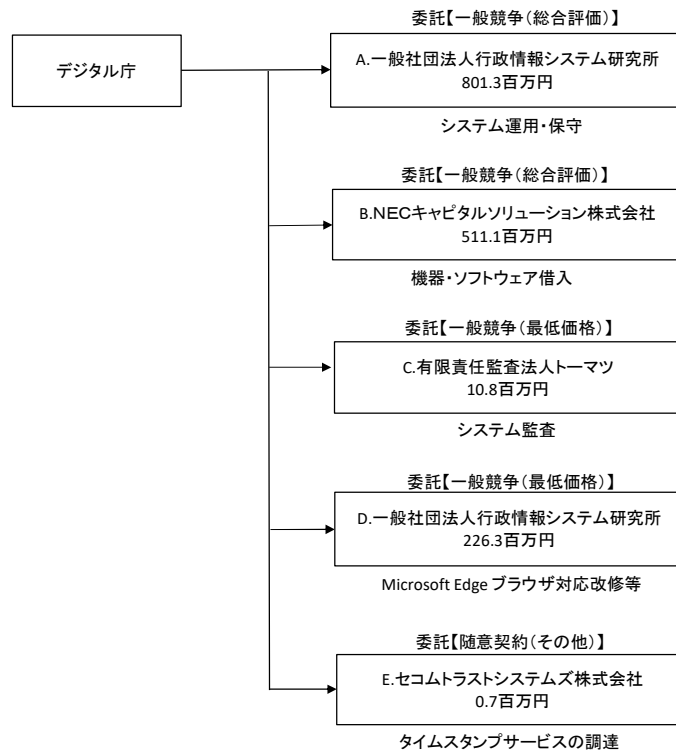 委託【一般競争（総合評価）】
デジタル庁
A.一般社団法人行政情報システム研究所
801.3百万円
システム運用・保守
委託【一般競争（総合評価）】
B.ＮＥＣキャピタルソリューション株式会社
511.1百万円
機器・ソフトウェア借入
委託【一般競争（最低価格）】
C.有限責任監査法人トーマツ
10.8百万円
システム監査
委託【一般競争（最低価格）】
D.一般社団法人行政情報システム研究所
226.3百万円
Microsoft Edge ブラウザ対応改修等
委託【随意契約（その他）】
E.セコムトラストシステムズ株式会社
0.7百万円
タイムスタンプサービスの調達